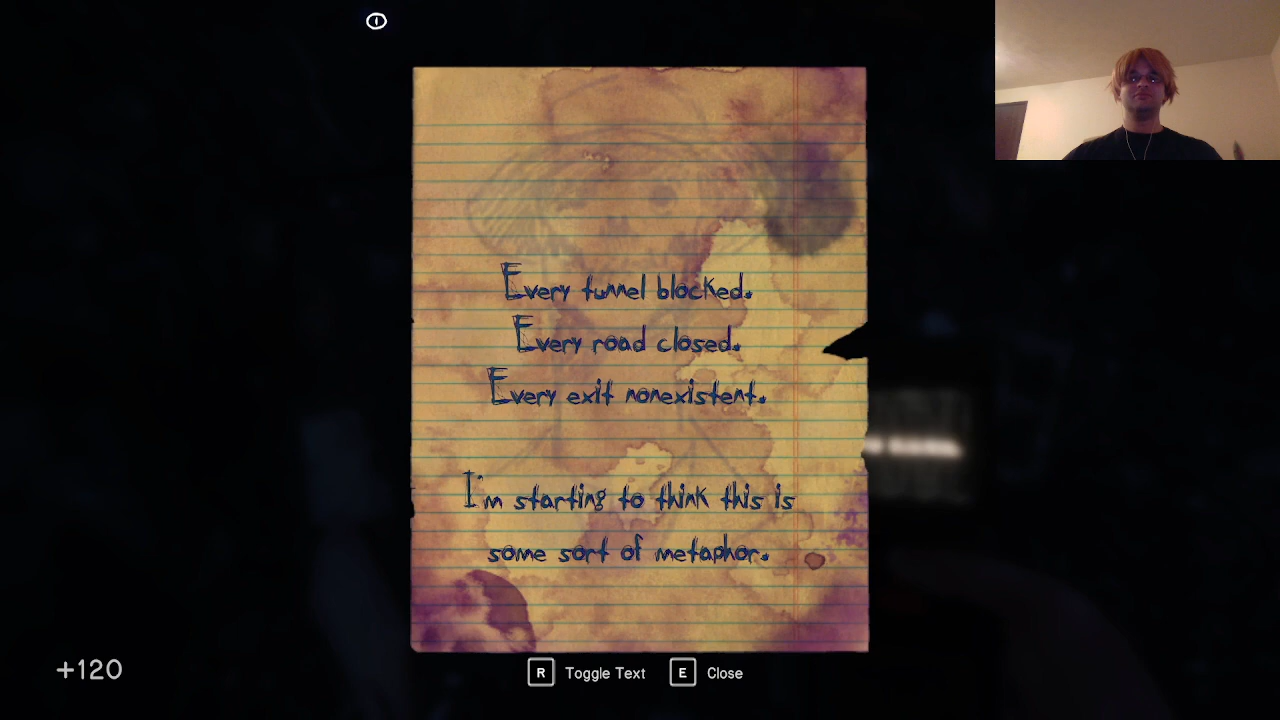 Every tunnel blocked.
Every road closed.
Every exit nonexistent.
I'm starting to think this is
some sort of metaphor.
+120
R Toggle Text E Close